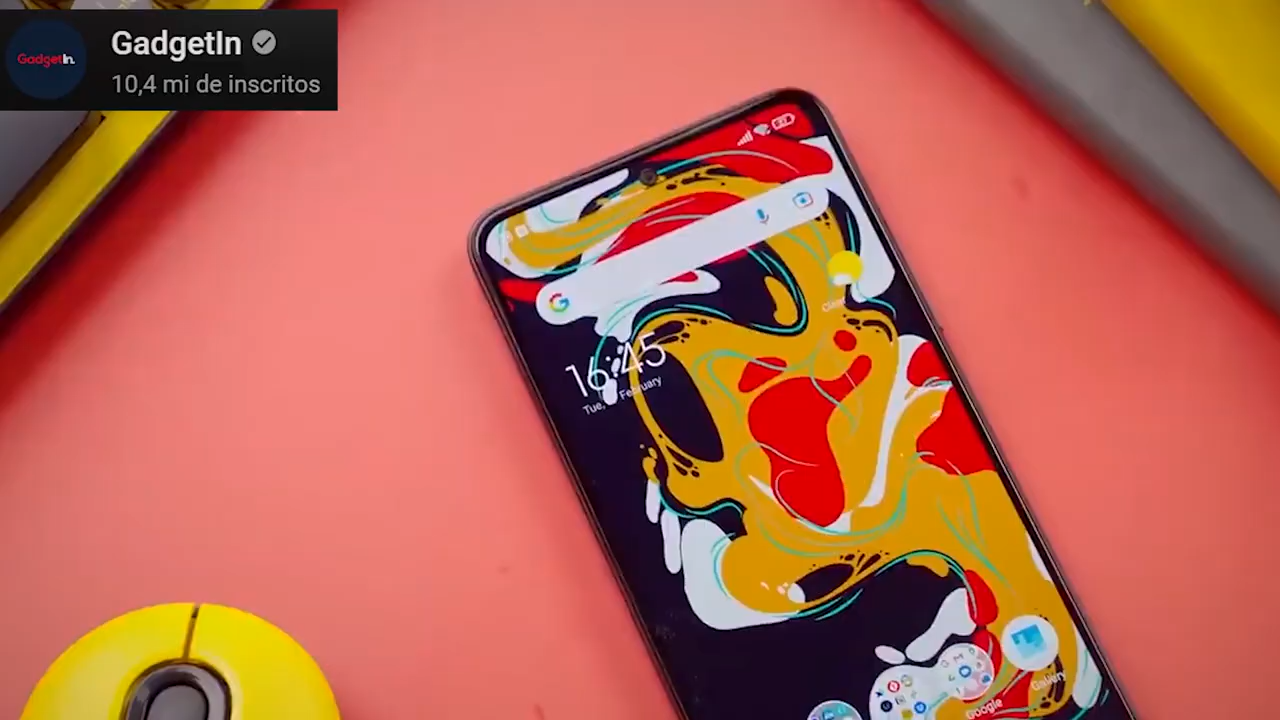 GadgetIn
10,4 mi de inscritos
GadgetIn.
16:45
Tue, February
Google
Gallery